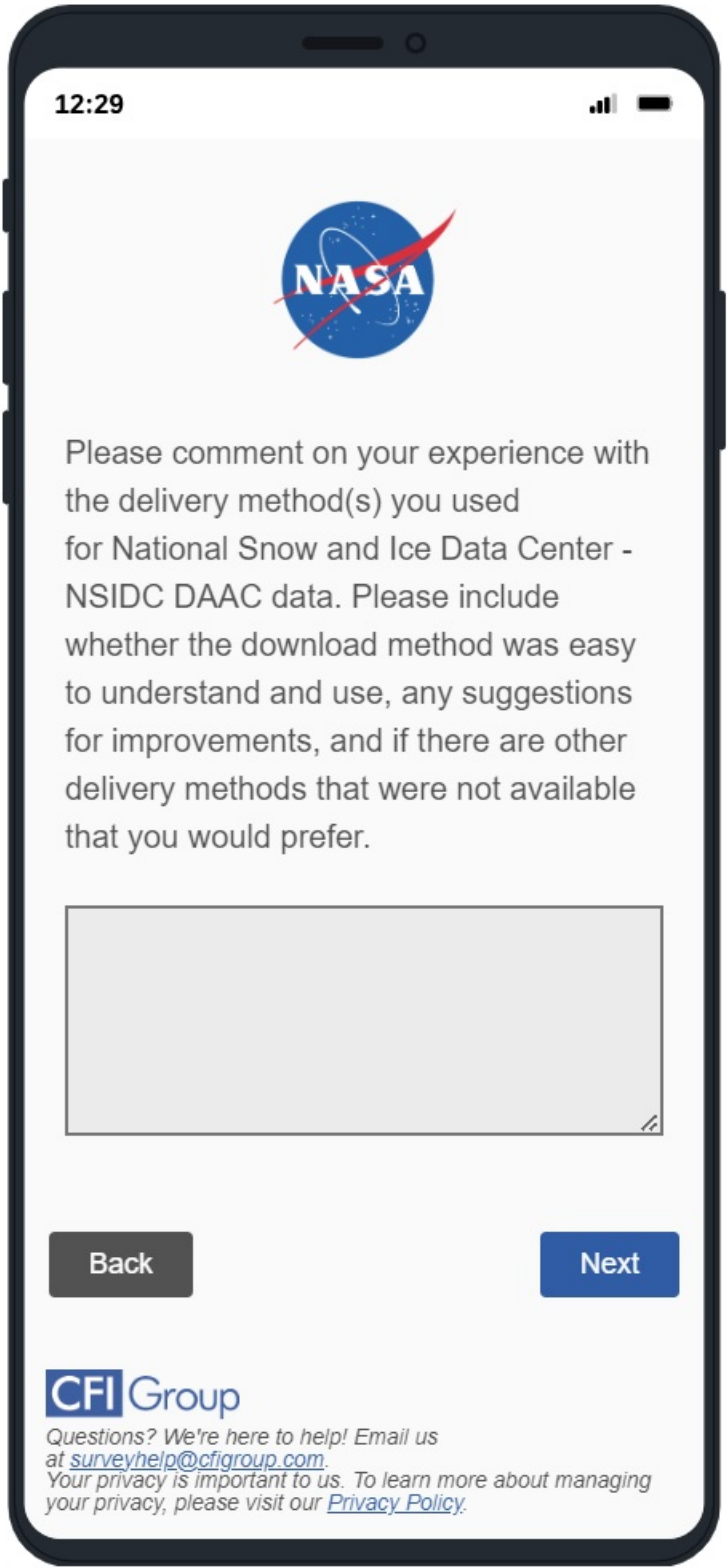 12:29
NASA
Please comment on your experience with
the delivery method(s) you used
for National Snow and Ice Data Center -
NSIDC DAAC data. Please include
whether the download method was easy
to understand and use, any suggestions
for improvements, and if there are other
delivery methods that were not available
that you would prefer.
Back
Next
CFI Group
Questions? We're here to help! Email us
at surveyhelp@cfigroup.com.
Your privacy is important to us. To learn more about managing
your privacy, please visit our Privacy Policy.